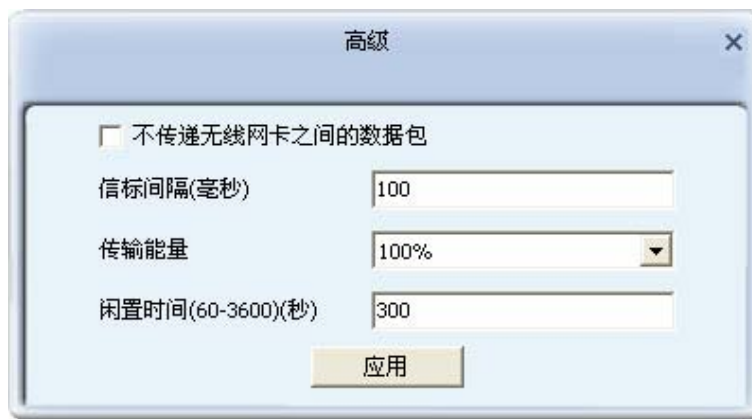 高级
不传递无线网卡之间的数据包
信标间隔(毫秒) 100
传输能量 100%
闲置时间(60-3600)(秒) 300
应用